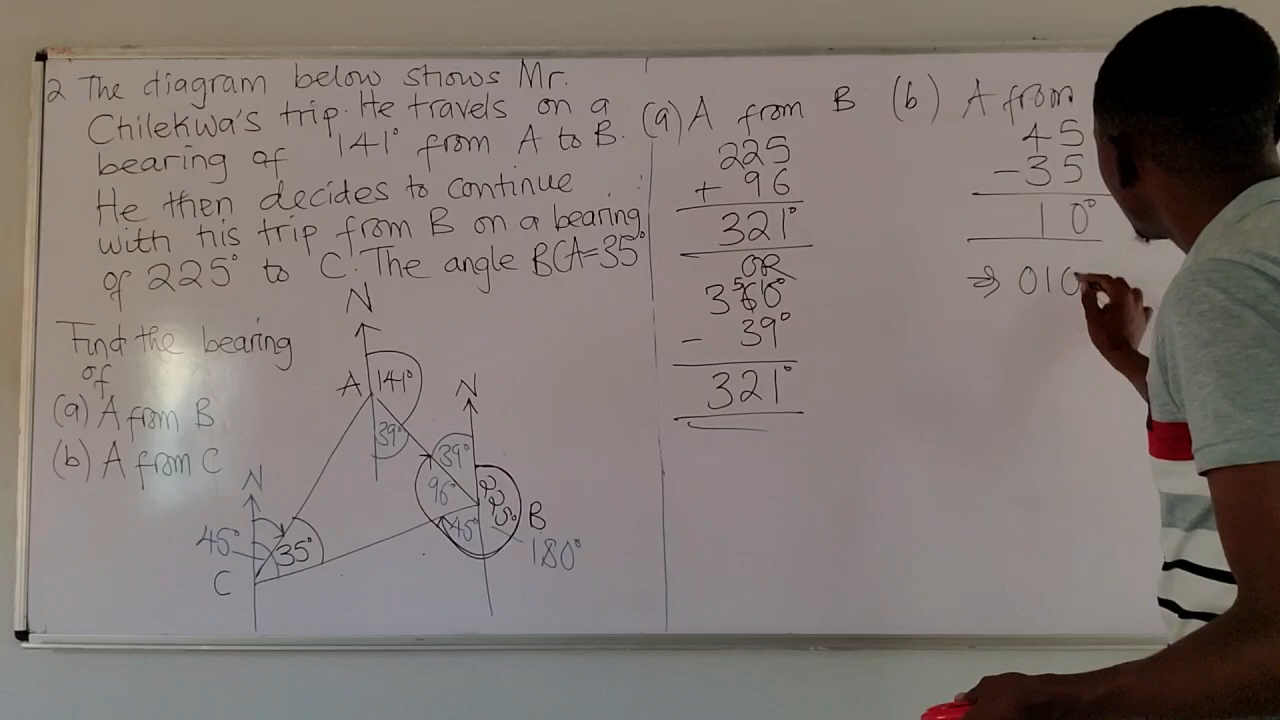 2 The diagram below shows Mr.
Chilekwa's trip. He travels on a
bearing of 141° from A to B.
He then decides to continue
with his trip from B on a bearing
of 225° to C. The angle BCA=35°
Find the bearing
of
(a) A from B
(b) A from C
N
A 141°
39°
N
39°
96°
225°
45°
B
180°
N
45°
35°
C
(a) A from B
225
+ 96
321°
OR
360°
- 39°
321°
(b) A from
45
-35
10°
⇒ 010